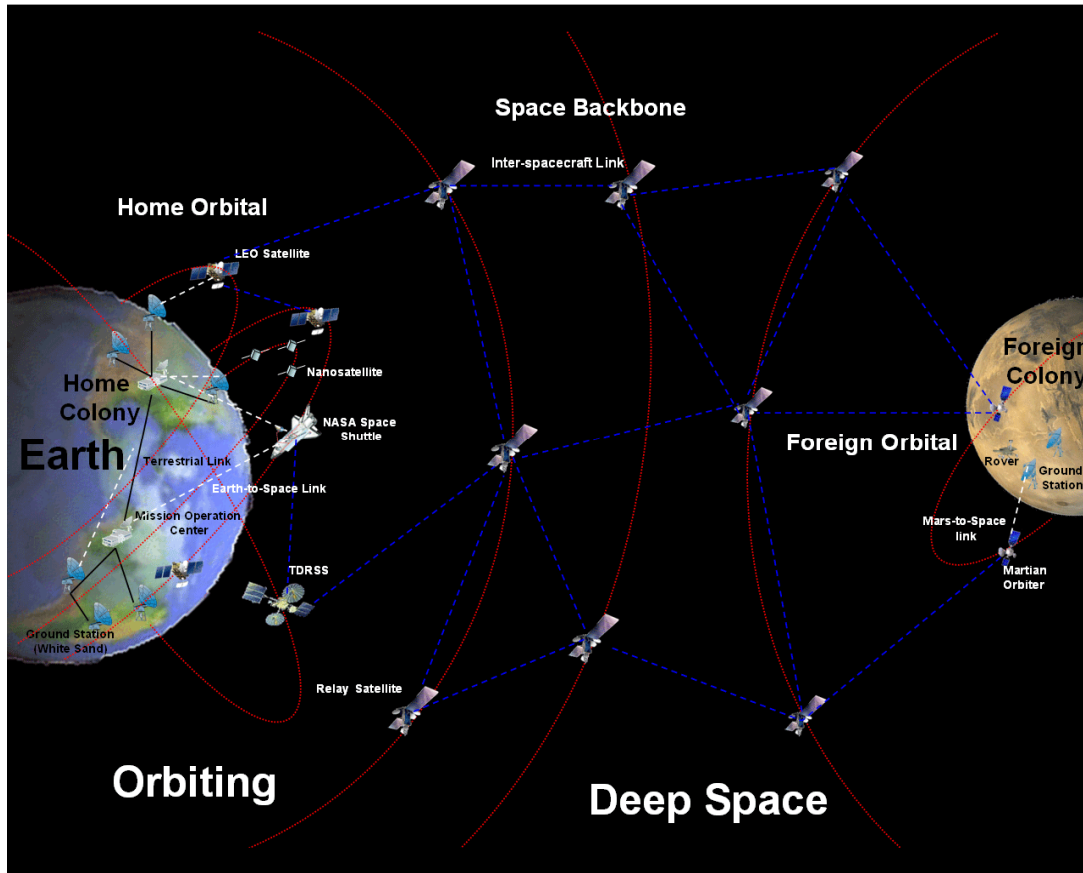 Space Backbone
Inter-spacecraft Link
Home Orbital
LEO Satellite
Nanosatellite
Home
Colony
Earth
NASA Space
Shuttle
Terrestrial Link
Earth-to-Space Link
Mission Operation
Center
TDRSS
Ground Station
(White Sand)
Relay Satellite
Orbiting
Deep Space
Foreign Orbital
Foreign
Colony
Rover
Ground
Station
Mars-to-Space
link
Martian
Orbiter